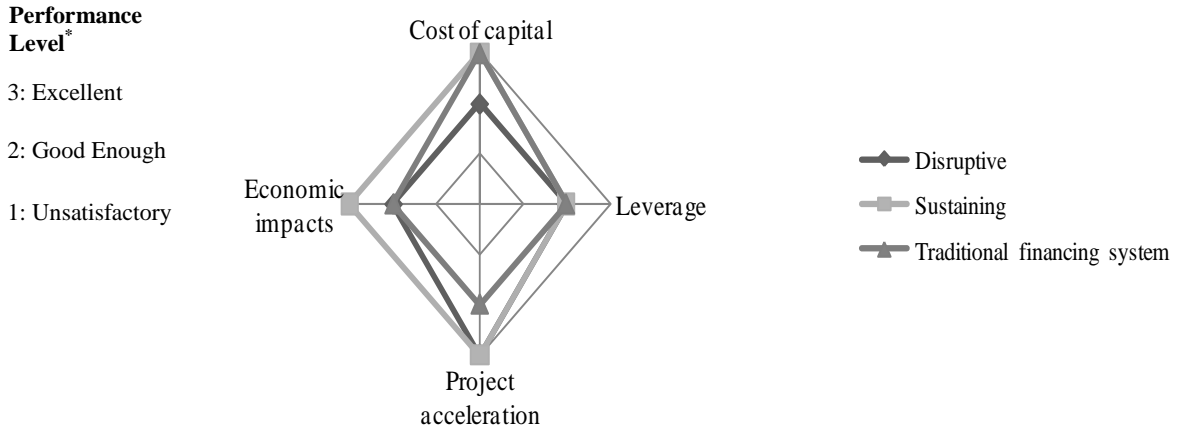 Performance
Level*
3: Excellent
2: Good Enough
1: Unsatisfactory
Cost of capital
Economic
impacts
Leverage
Project
acceleration
Disruptive
Sustaining
Traditional financing system